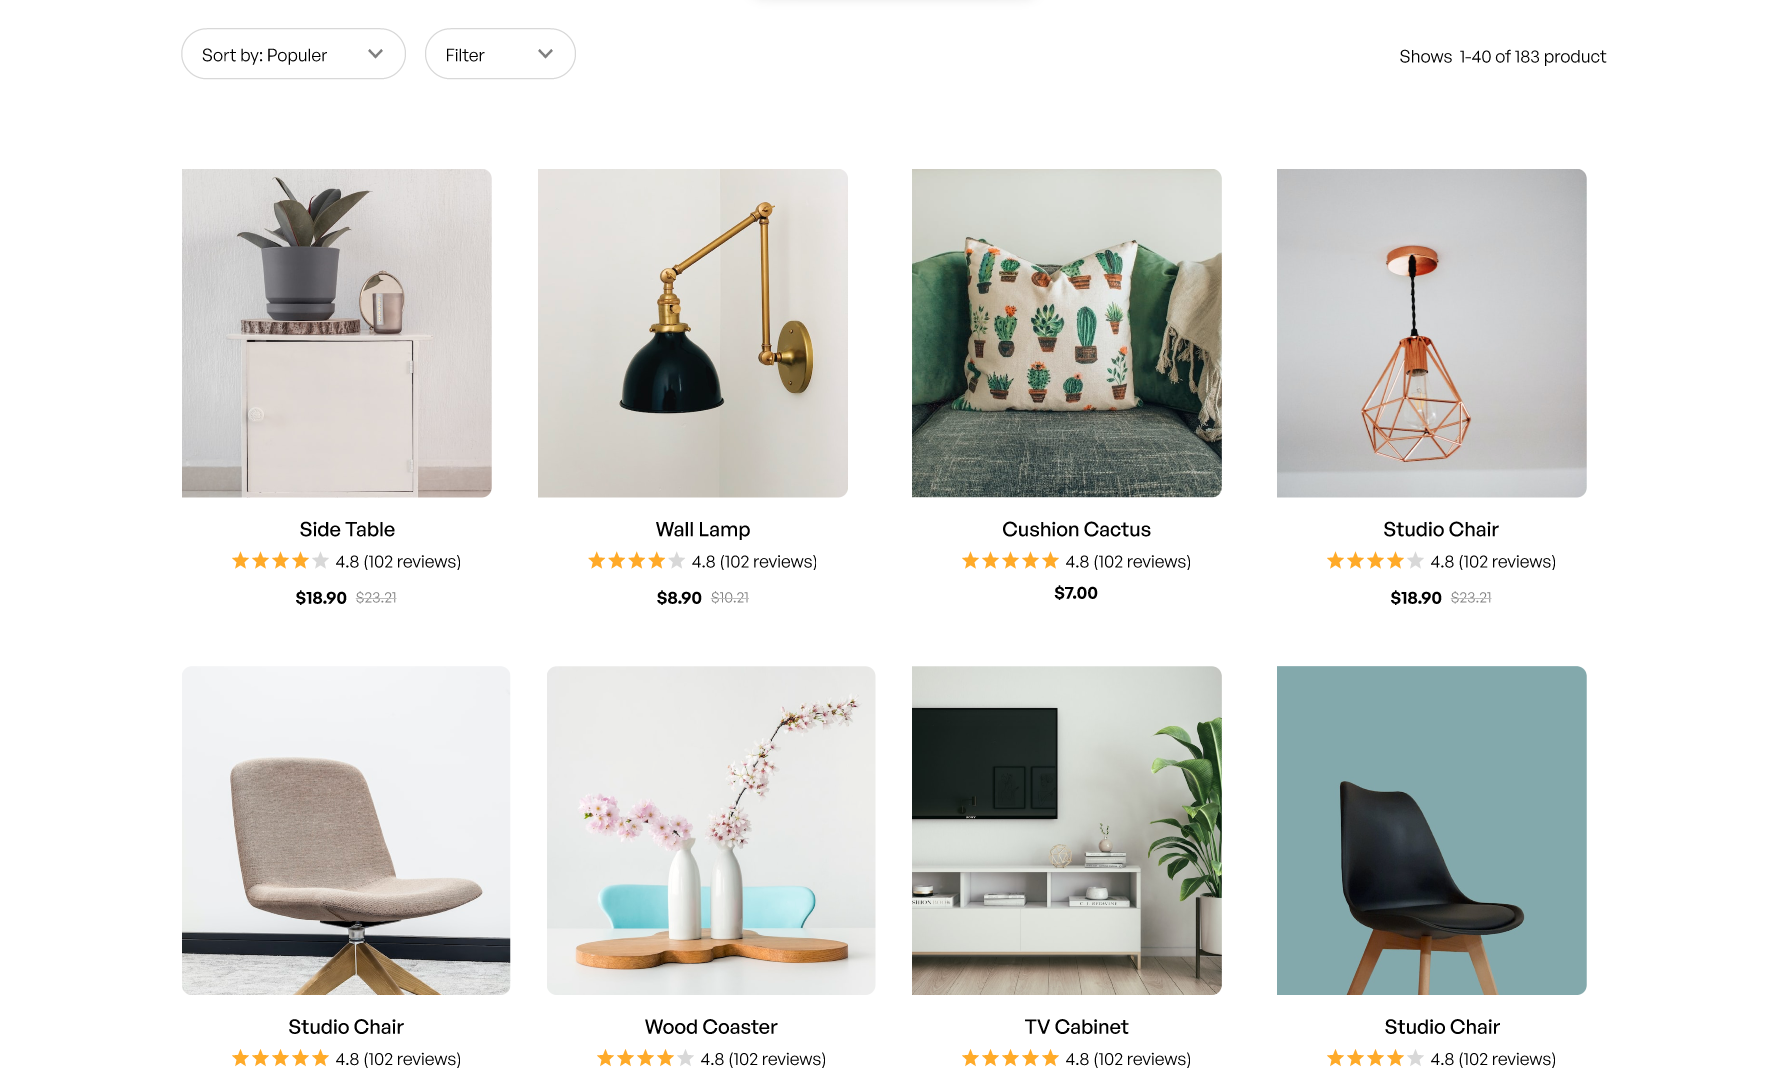 Sort by: Populer
Filter
Shows 1-40 of 183 product
Side Table
4.8 (102 reviews)
$18.90 $23.21
Wall Lamp
4.8 (102 reviews)
$8.90 $10.21
Cushion Cactus
4.8 (102 reviews)
$7.00
Studio Chair
4.8 (102 reviews)
$18.90 $23.21
Studio Chair
4.8 (102 reviews)
Wood Coaster
4.8 (102 reviews)
SONY
TV Cabinet
4.8 (102 reviews)
Studio Chair
4.8 (102 reviews)